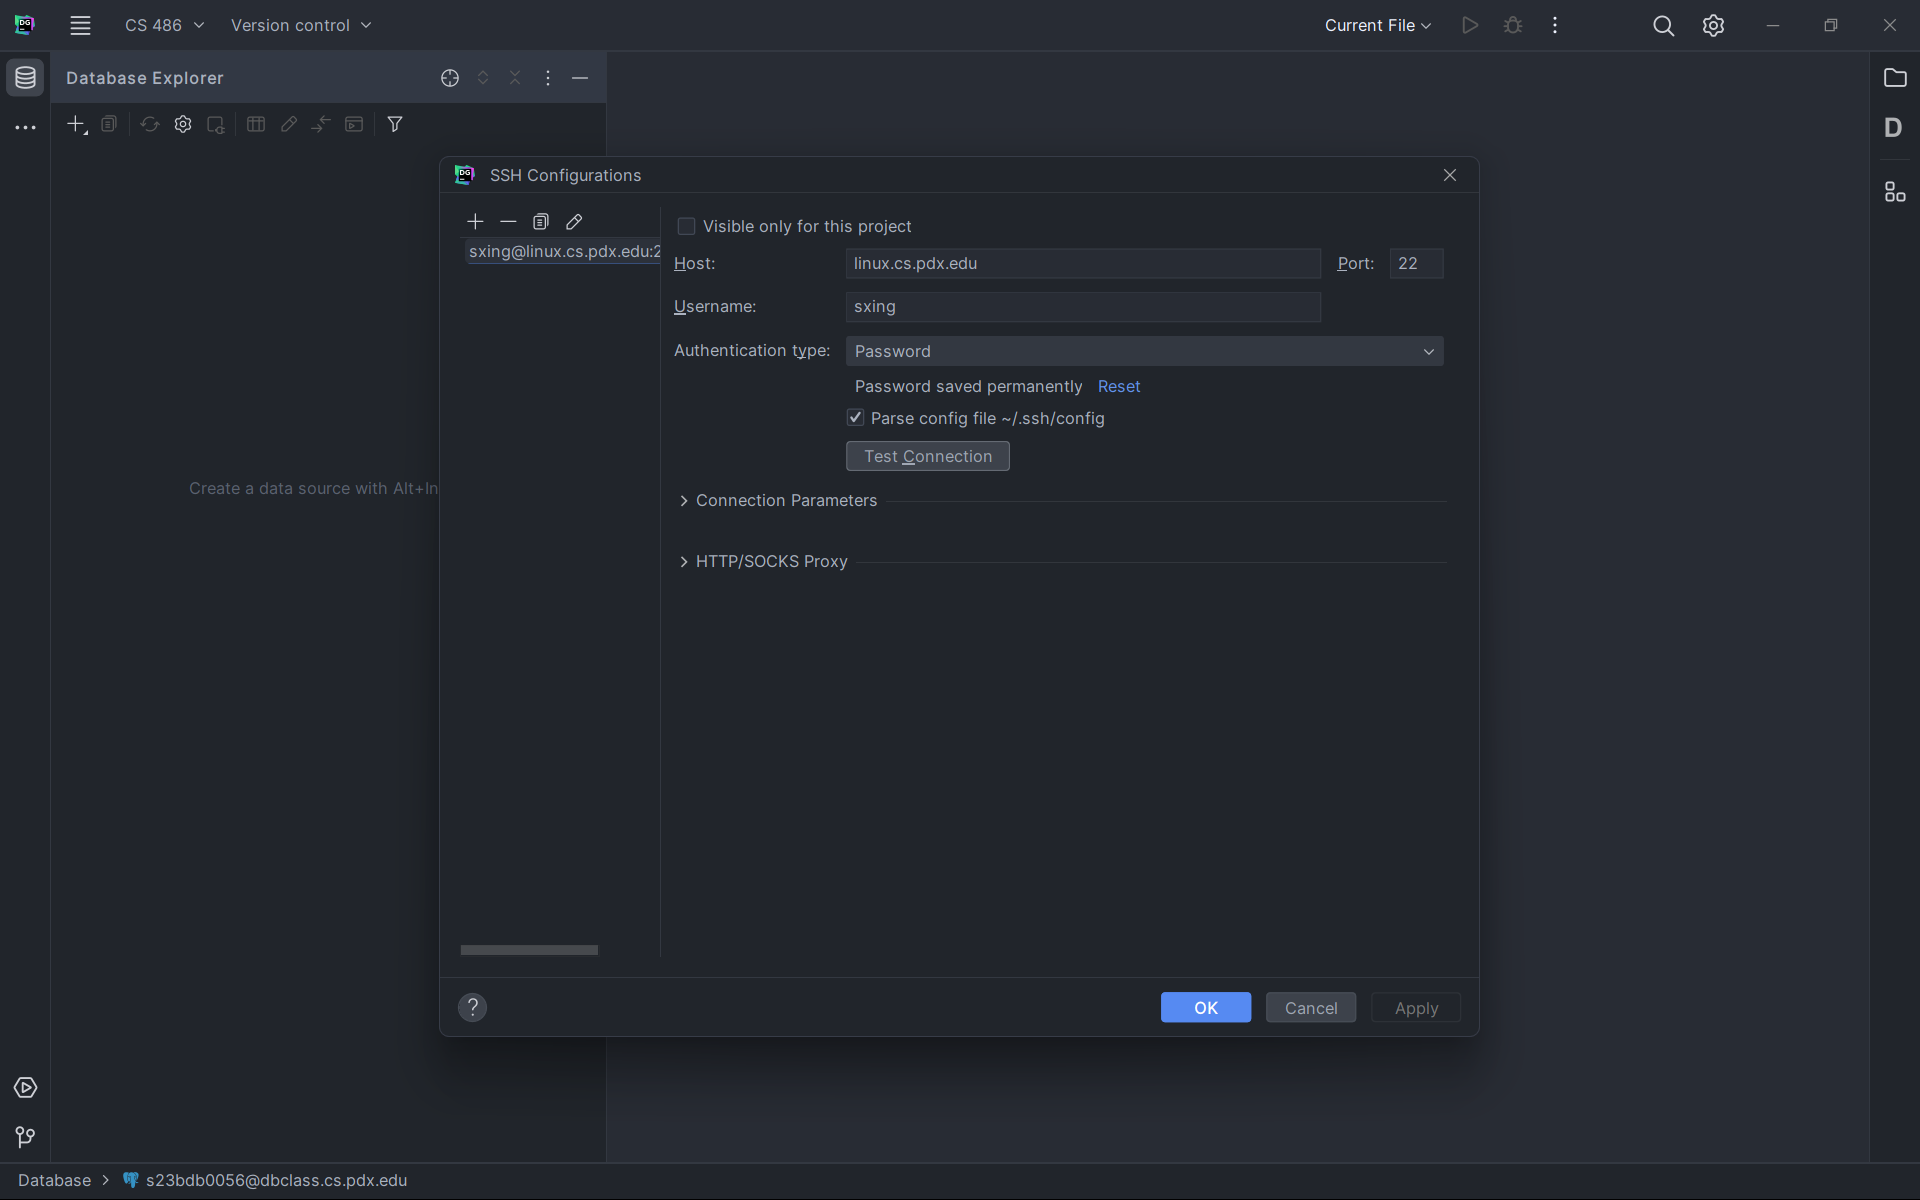 DG
CS 486
Version control
Current File
Database Explorer
D
Create a data source with Alt+In
DG
SSH Configurations
sxing@linux.cs.pdx.edu:2
Visible only for this project
Host:
linux.cs.pdx.edu
Port:
22
Username:
sxing
Authentication type:
Password
Password saved permanently
Reset
Parse config file ~/.ssh/config
Test Connection
Connection Parameters
HTTP/SOCKS Proxy
?
OK
Cancel
Apply
Database
s23bdb0056@dbclass.cs.pdx.edu